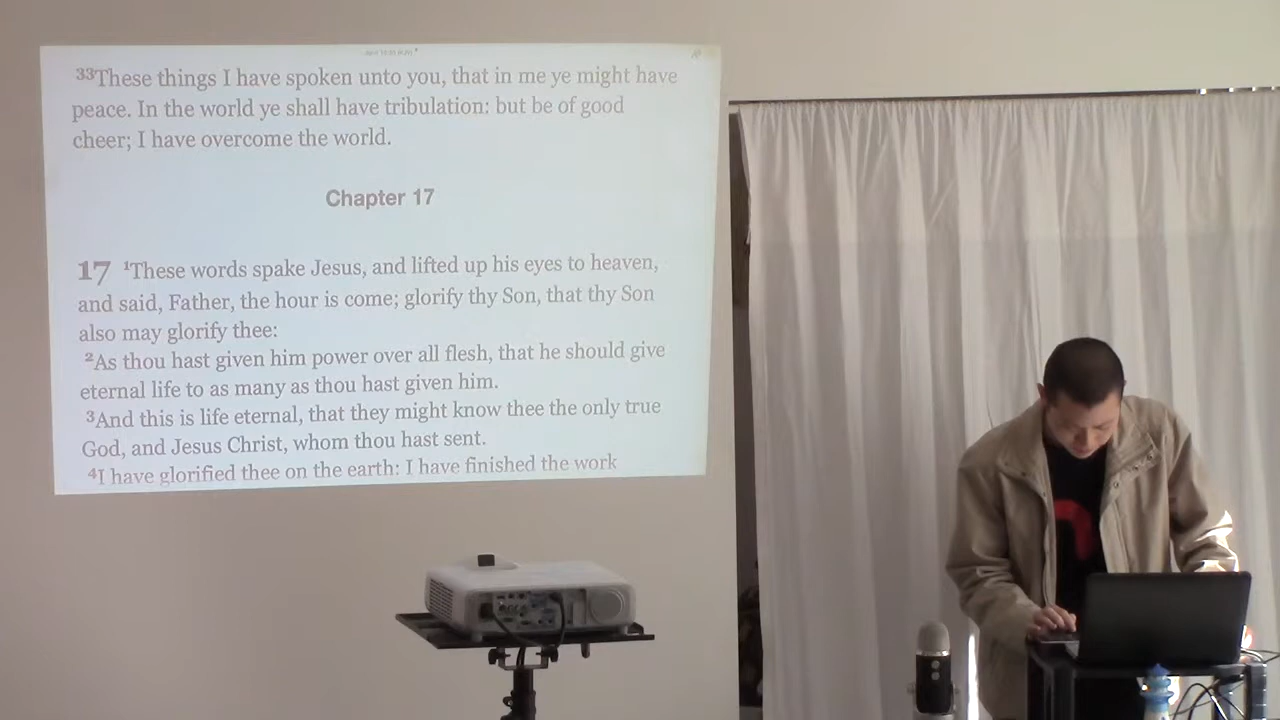 33These things I have spoken unto you, that in me ye might have
peace. In the world ye shall have tribulation: but be of good
cheer; I have overcome the world.
Chapter 17
17 1These words spake Jesus, and lifted up his eyes to heaven,
and said, Father, the hour is come; glorify thy Son, that thy Son
also may glorify thee:
2As thou hast given him power over all flesh, that he should give
eternal life to as many as thou hast given him.
3And this is life eternal, that they might know thee the only true
God, and Jesus Christ, whom thou hast sent.
4I have glorified thee on the earth: I have finished the work